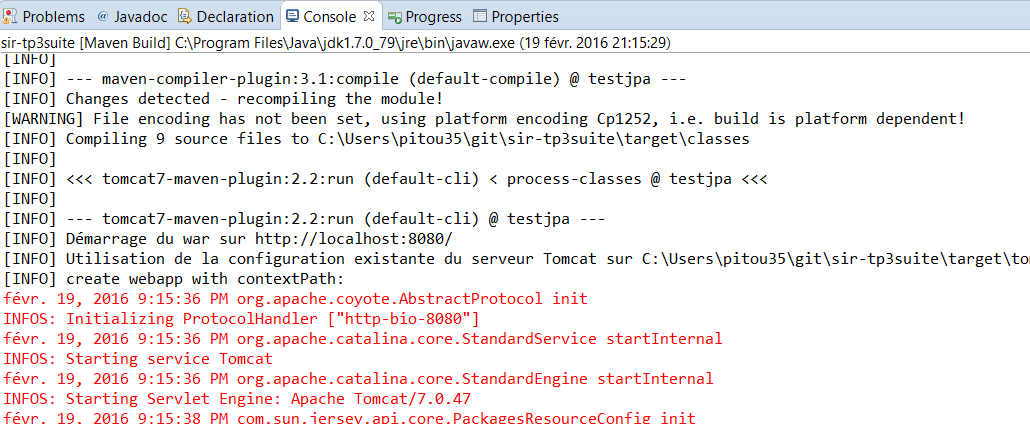 Problems @ Javadoc Declaration Console Progress Properties
sir-tp3suite [Maven Build] C:\Program Files\Java\jdk1.7.0_79\jre\bin\javaw.exe (19 févr. 2016 21:15:29)
[INFO]
[INFO] --- maven-compiler-plugin:3.1:compile (default-compile) @ testjpa ---
[INFO] Changes detected - recompiling the module!
[WARNING] File encoding has not been set, using platform encoding Cp1252, i.e. build is platform dependent!
[INFO] Compiling 9 source files to C:\Users\pitou35\git\sir-tp3suite\target\classes
[INFO]
[INFO] <<< tomcat7-maven-plugin:2.2:run (default-cli) < process-classes @ testjpa <<<
[INFO]
[INFO] --- tomcat7-maven-plugin:2.2:run (default-cli) @ testjpa ---
[INFO] Démarrage du war sur http://localhost:8080/
[INFO] Utilisation de la configuration existante du serveur Tomcat sur C:\Users\pitou35\git\sir-tp3suite\target\to
[INFO] create webapp with contextPath:
févr. 19, 2016 9:15:36 PM org.apache.coyote.AbstractProtocol init
INFOS: Initializing ProtocolHandler ["http-bio-8080"]
févr. 19, 2016 9:15:36 PM org.apache.catalina.core.StandardService startInternal
INFOS: Starting service Tomcat
févr. 19, 2016 9:15:36 PM org.apache.catalina.core.StandardEngine startInternal
INFOS: Starting Servlet Engine: Apache Tomcat/7.0.47
févr. 19, 2016 9:15:38 PM com.sun.jersey.api.core.PackagesResourceConfig init